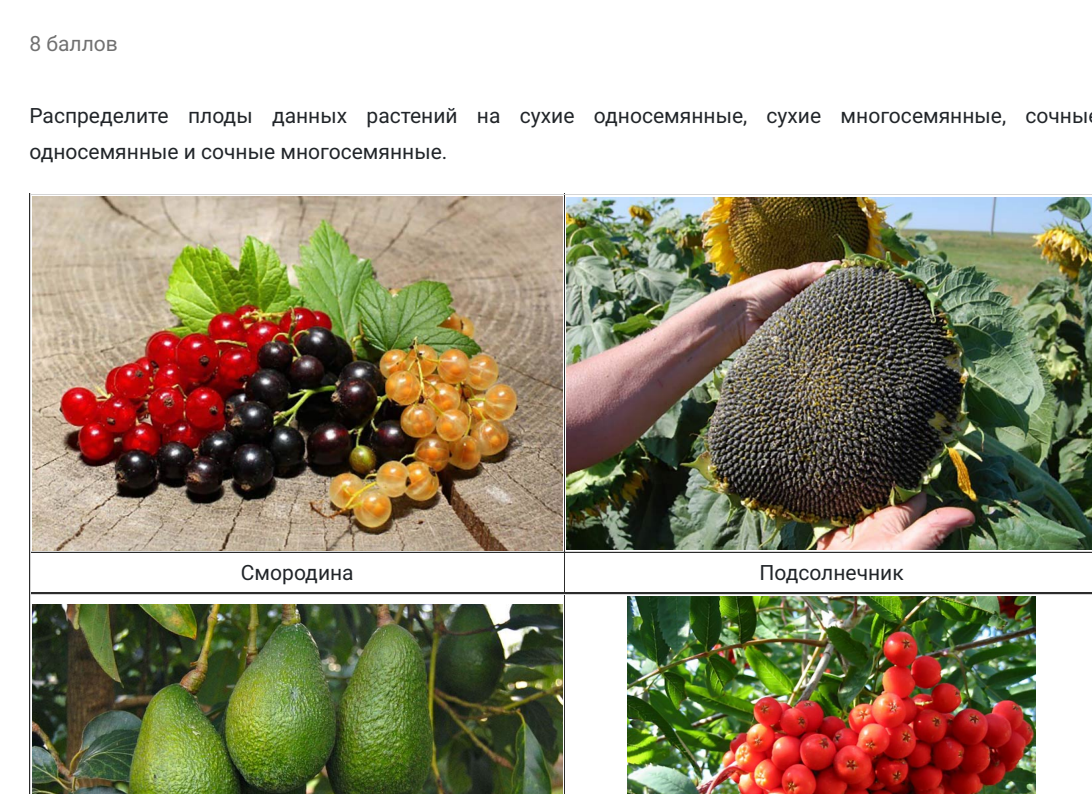 8 баллов
Распределите плоды данных растений на сухие односемянные, сухие многосемянные, сочные
односемянные и сочные многосемянные.
Смородина
Подсолнечник